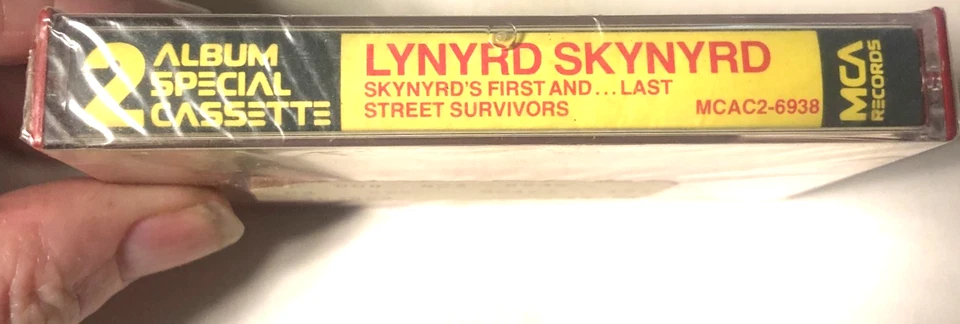 2 ALBUM
SPECIAL
CASSETTE
LYNYRD SKYNYRD
SKYNYRD'S FIRST AND...LAST
STREET SURVIVORS
MCAC2-6938
MCA
RECORDS